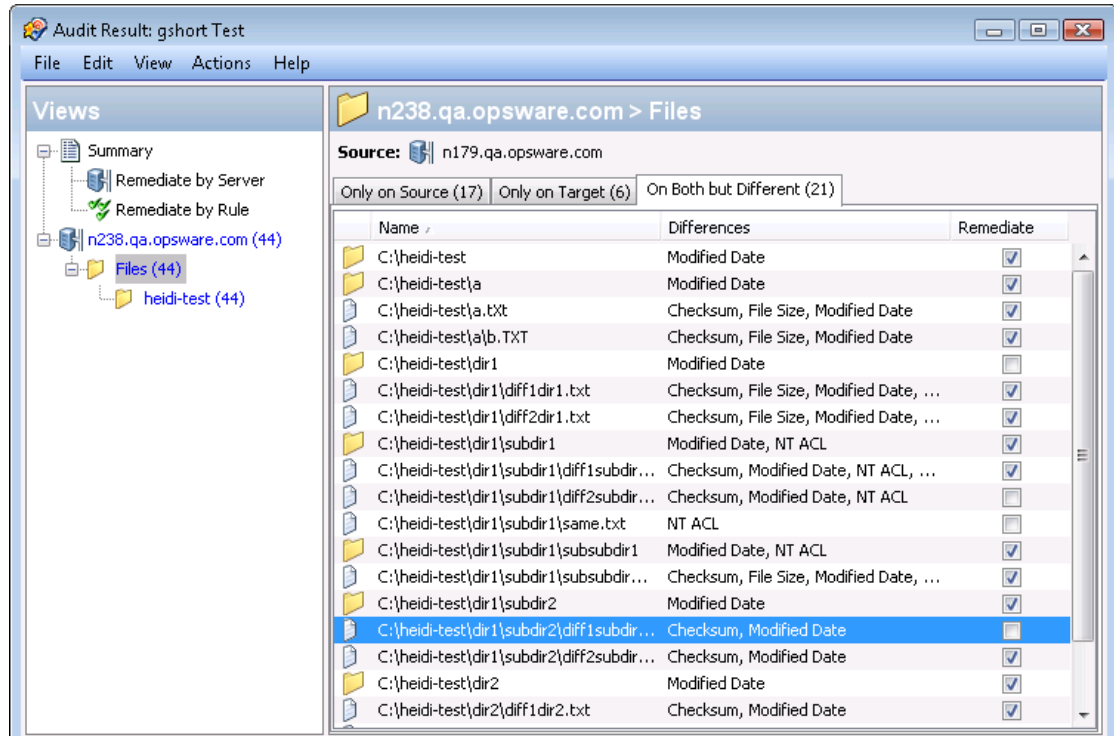 Audit Result: gshort Test
File Edit View Actions Help
Views
Summary
Remediate by Server
Remediate by Rule
n238.qa.opsware.com (44)
Files (44)
heidi-test (44)
n238.qa.opsware.com > Files
Source: n179.qa.opsware.com
Only on Source (17) Only on Target (6) On Both but Different (21)
Name Differences Remediate
C:\heidi-test Modified Date
C:\heidi-test\a Modified Date
C:\heidi-test\a.tXt Checksum, File Size, Modified Date
C:\heidi-test\a\b.TXT Checksum, File Size, Modified Date
C:\heidi-test\dir1 Modified Date
C:\heidi-test\dir1\diff1dir1.txt Checksum, File Size, Modified Date, ...
C:\heidi-test\dir1\diff2dir1.txt Checksum, File Size, Modified Date, ...
C:\heidi-test\dir1\subdir1 Modified Date, NT ACL
C:\heidi-test\dir1\subdir1\diff1subdir... Checksum, Modified Date, NT ACL, ...
C:\heidi-test\dir1\subdir1\diff2subdir... Checksum, Modified Date, NT ACL
C:\heidi-test\dir1\subdir1\same.txt NT ACL
C:\heidi-test\dir1\subdir1\subsubdir1 Modified Date, NT ACL
C:\heidi-test\dir1\subdir1\subsubdir... Checksum, File Size, Modified Date, ...
C:\heidi-test\dir1\subdir2 Modified Date
C:\heidi-test\dir1\subdir2\diff1subdir... Checksum, Modified Date
C:\heidi-test\dir1\subdir2\diff2subdir... Checksum, Modified Date
C:\heidi-test\dir2 Modified Date
C:\heidi-test\dir2\diff1dir2.txt Checksum, Modified Date